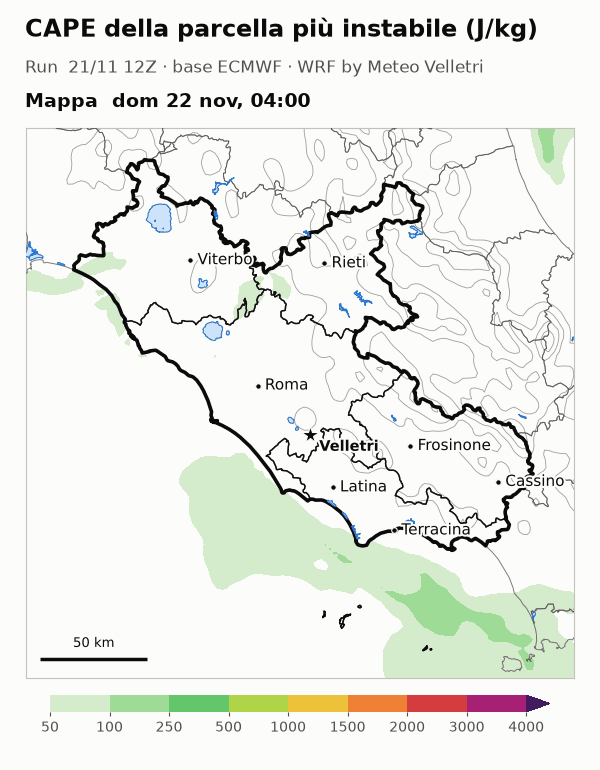 CAPE della parcella più instabile (J/kg)
Run  21/11 12Z · base ECMWF · WRF by Meteo Velletri
Mappa  dom 22 nov, 04:00
Viterbo
Rieti
Roma
Velletri
Frosinone
Cassino
Latina
Terracina
50 km
50 100 250 500 1000 1500 2000 3000 4000